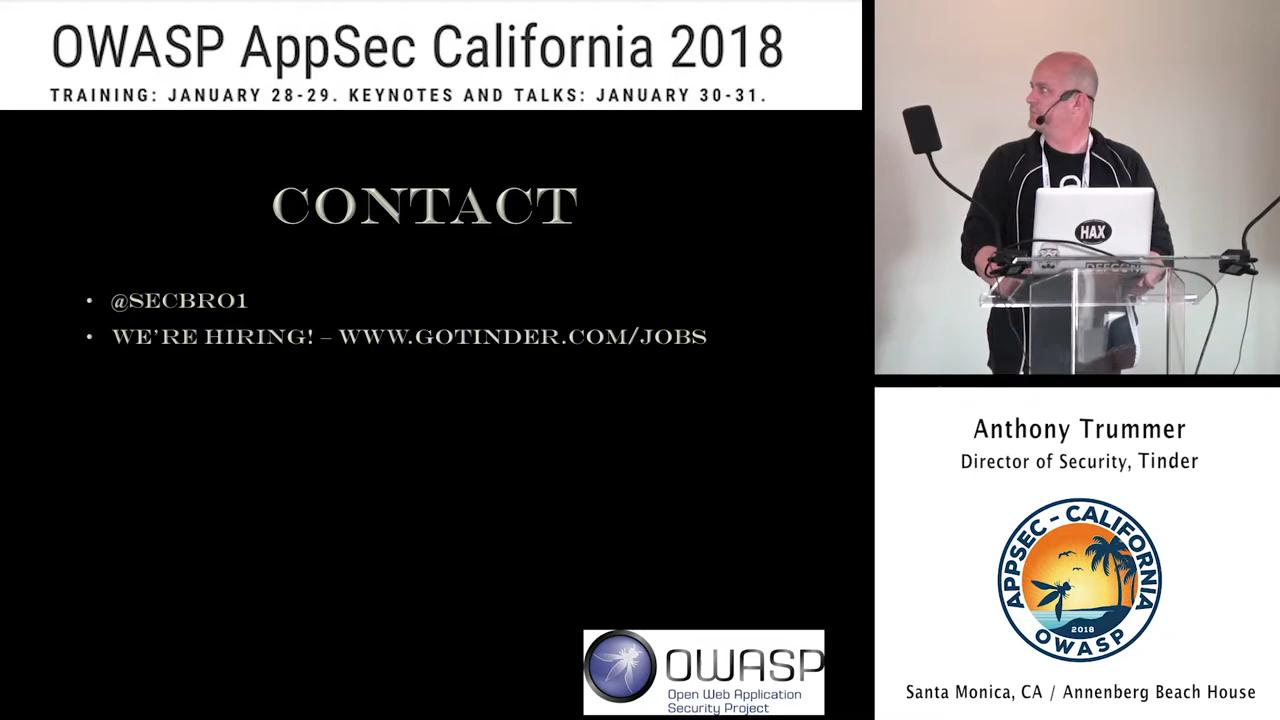 OWASP AppSec California 2018
TRAINING: JANUARY 28-29. KEYNOTES AND TALKS: JANUARY 30-31.
CONTACT
• @SECBRO1
• WE'RE HIRING! – WWW.GOTINDER.COM/JOBS
OWASP
Open Web Application
Security Project
HAX
DEFCON
Anthony Trummer
Director of Security, Tinder
APPSEC - CALIFORNIA
2018
OWASP
Santa Monica, CA / Annenberg Beach House